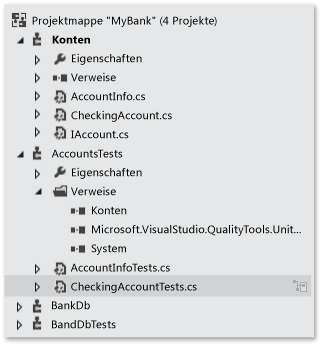 Projektmappe "MyBank" (4 Projekte)
Konten
Eigenschaften
Verweise
AccountInfo.cs
CheckingAccount.cs
IAccount.cs
AccountsTests
Eigenschaften
Verweise
Konten
Microsoft.VisualStudio.QualityTools.Unit...
System
AccountInfoTests.cs
CheckingAccountTests.cs
BankDb
BandDbTests